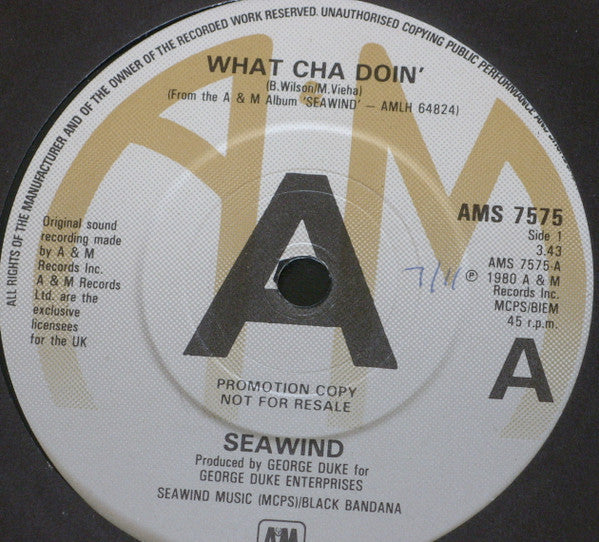 ALL RIGHTS OF THE MANUFACTURER AND OF THE OWNER OF THE RECORDED WORK RESERVED. UNAUTHORISED COPYING PUBLIC PERFORMANCE AND
WHAT CHA DOIN'
(B.Wilson/M.Vieha)
(From the A & M Album 'SEAWIND' – AMLH 64824)
A
Original sound
recording made
by A & M
Records Inc.
A & M Records
Ltd. are the
exclusive
licensees
for the UK
AMS 7575
Side 1
3.43
AMS 7575-A
℗ 1980 A & M
Records Inc.
MCPS/BIEM
45 r.p.m.
7/11
A
PROMOTION COPY
NOT FOR RESALE
SEAWIND
Produced by GEORGE DUKE for
GEORGE DUKE ENTERPRISES
SEAWIND MUSIC (MCPS)/BLACK BANDANA
A&M